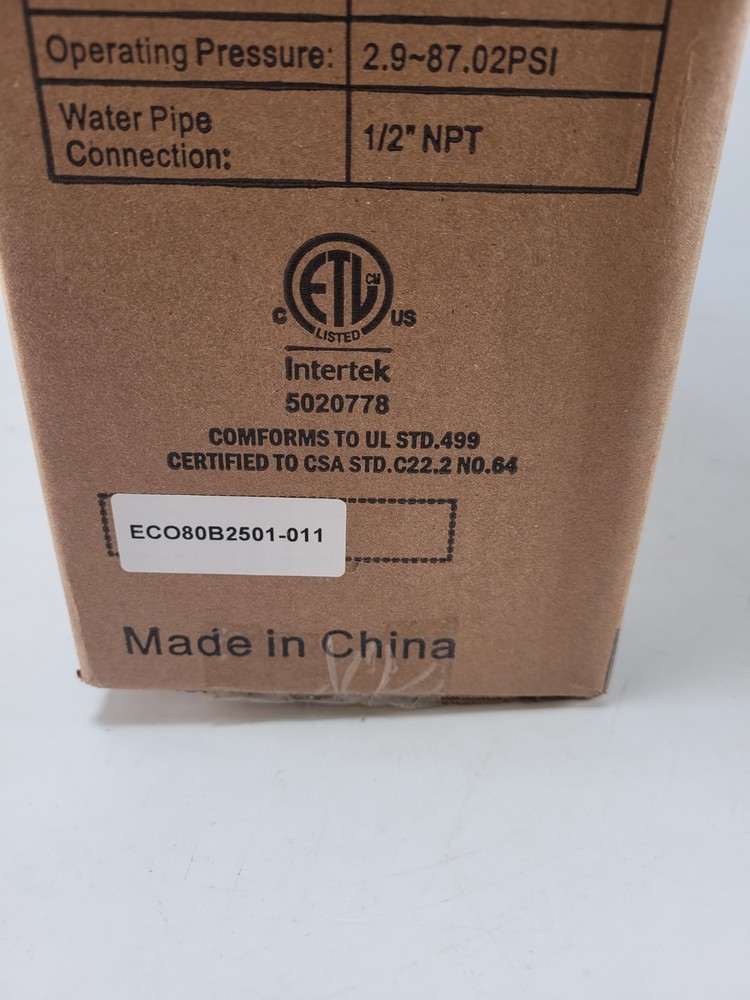 Operating Pressure: 2.9~87.02PSI
Water Pipe
Connection: 1/2" NPT
ETL CM
C US
LISTED
Intertek
5020778
COMFORMS TO UL STD.499
CERTIFIED TO CSA STD.C22.2 NO.64
ECO80B2501-011
Made in China